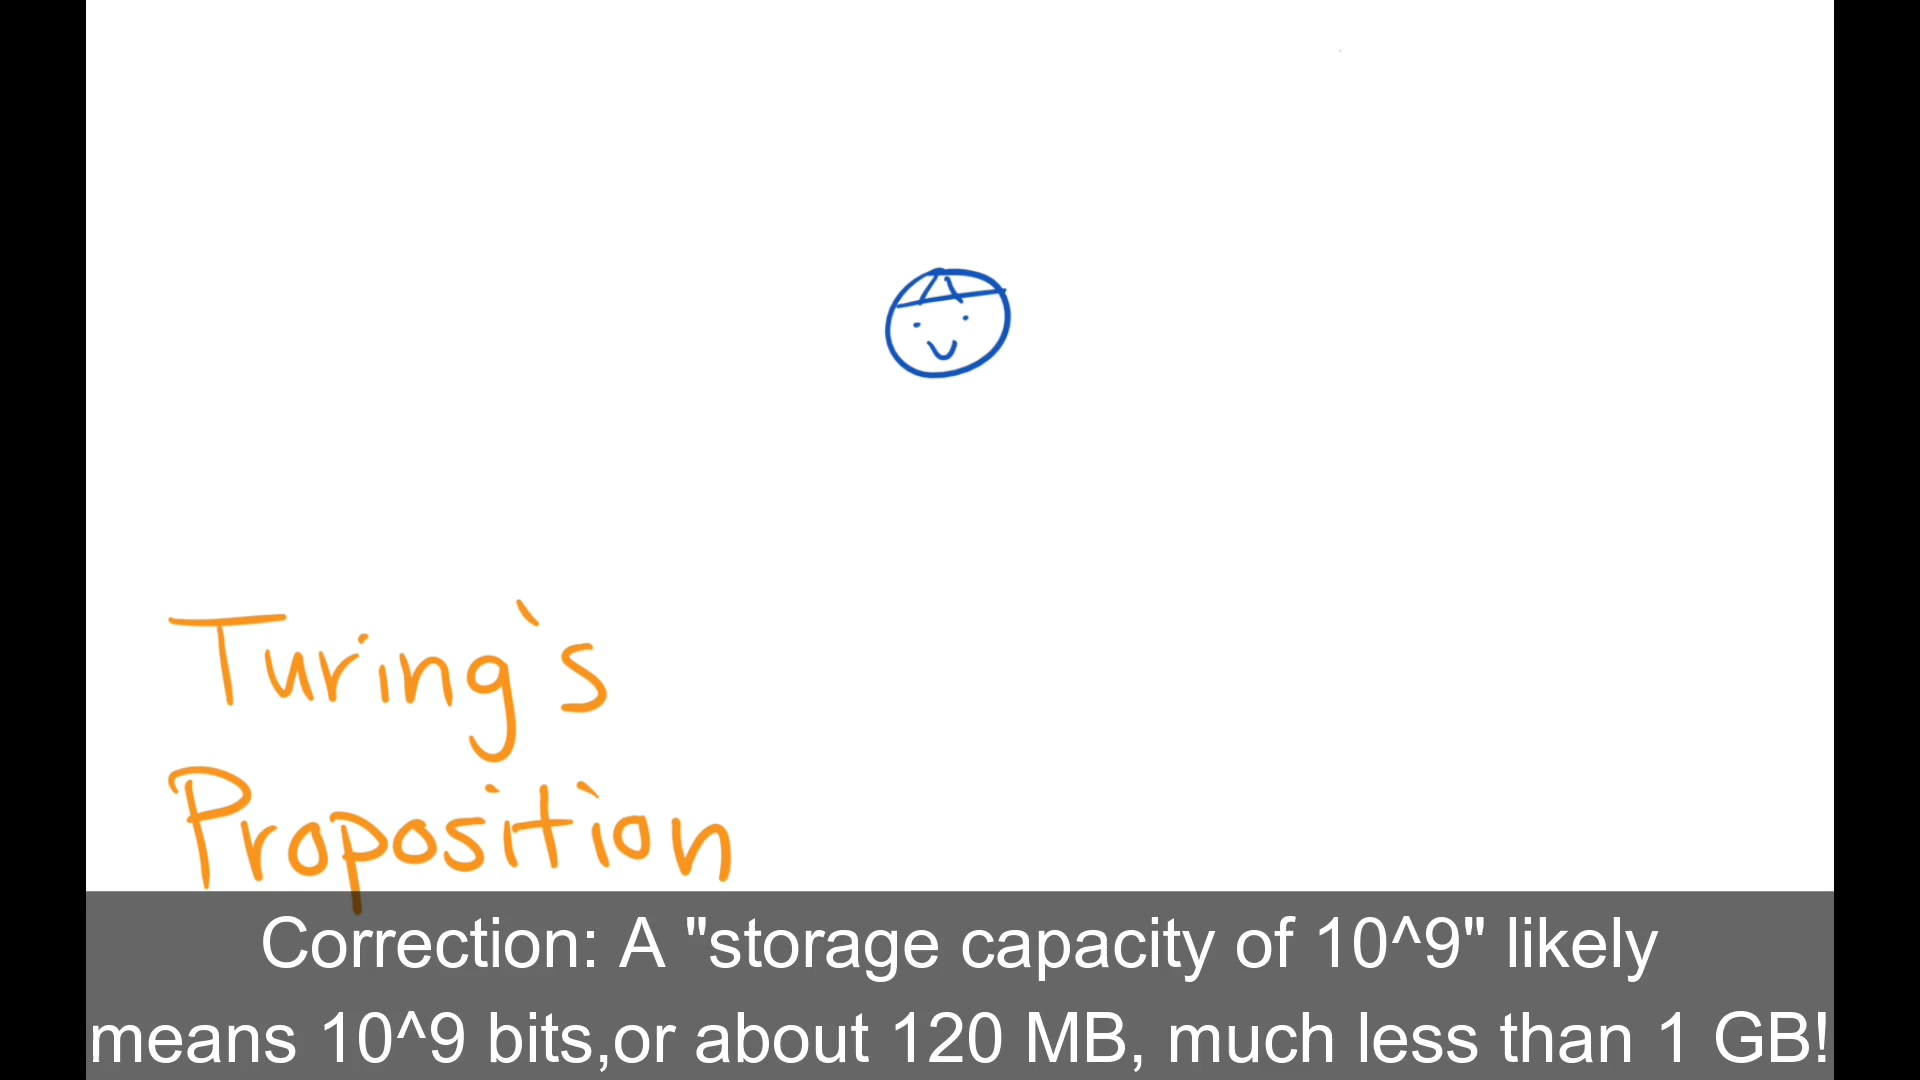 Turing's
Proposition
Correction: A "storage capacity of 10^9" likely
means 10^9 bits,or about 120 MB, much less than 1 GB!